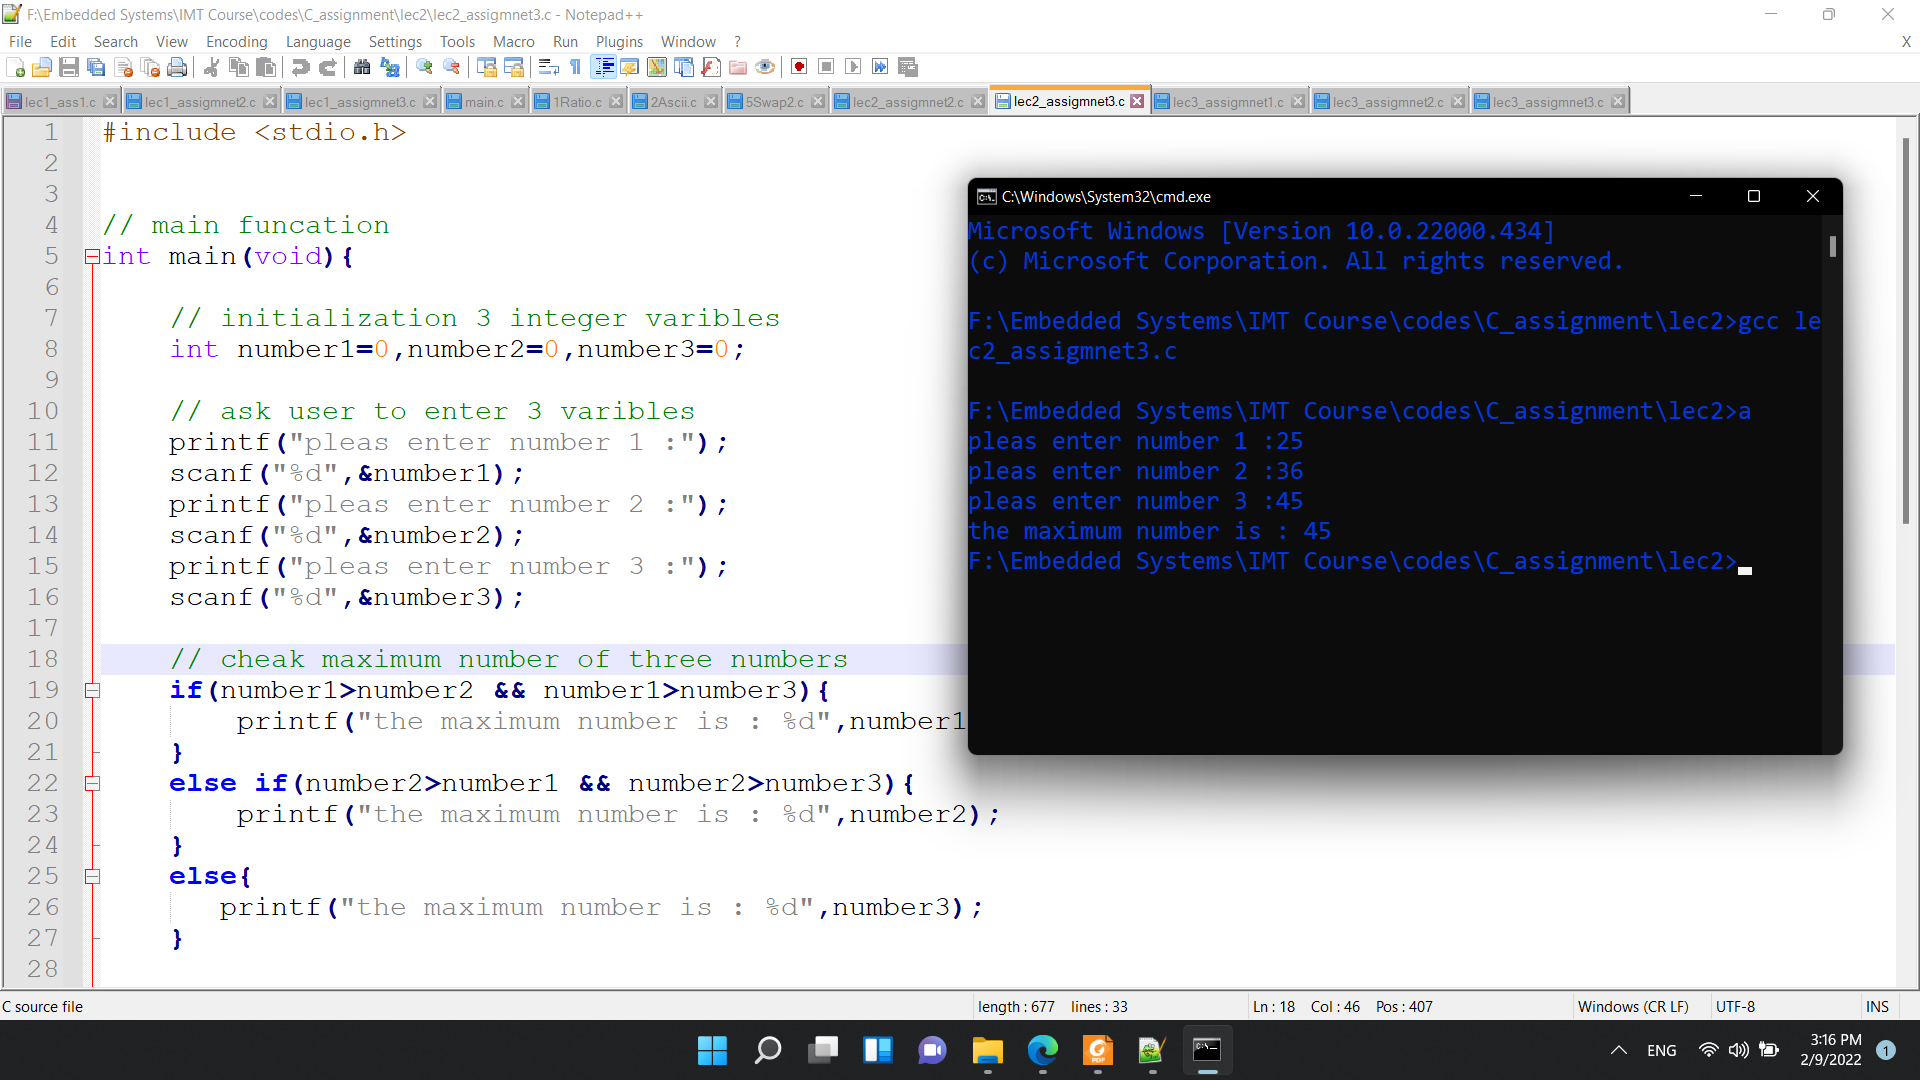 F:\Embedded Systems\IMT Course\codes\C_assignment\lec2\lec2_assigmnet3.c - Notepad++
File Edit Search View Encoding Language Settings Tools Macro Run Plugins Window ? X
lec1_ass1.c lec1_assigmnet2.c lec1_assigmnet3.c main.c 1Ratio.c 2Ascii.c 5Swap2.c lec2_assigmnet2.c lec2_assigmnet3.c lec3_assigmnet1.c lec3_assigmnet2.c lec3_assigmnet3.c
1 #include <stdio.h>
2
3
4 // main funcation
5 int main(void){
6
7 // initialization 3 integer varibles
8 int number1=0,number2=0,number3=0;
9
10 // ask user to enter 3 varibles
11 printf("pleas enter number 1 :");
12 scanf("%d",&number1);
13 printf("pleas enter number 2 :");
14 scanf("%d",&number2);
15 printf("pleas enter number 3 :");
16 scanf("%d",&number3);
17
18 // cheak maximum number of three numbers
19 if(number1>number2 && number1>number3){
20 printf("the maximum number is : %d",number1
21 }
22 else if(number2>number1 && number2>number3){
23 printf("the maximum number is : %d",number2);
24 }
25 else{
26 printf("the maximum number is : %d",number3);
27 }
28
C:\Windows\System32\cmd.exe
Microsoft Windows [Version 10.0.22000.434]
(c) Microsoft Corporation. All rights reserved.
F:\Embedded Systems\IMT Course\codes\C_assignment\lec2>gcc le
c2_assigmnet3.c
F:\Embedded Systems\IMT Course\codes\C_assignment\lec2>a
pleas enter number 1 :25
pleas enter number 2 :36
pleas enter number 3 :45
the maximum number is : 45
F:\Embedded Systems\IMT Course\codes\C_assignment\lec2>
C source file length : 677 lines : 33 Ln : 18 Col : 46 Pos : 407 Windows (CR LF) UTF-8 INS
ENG 3:16 PM
2/9/2022 1